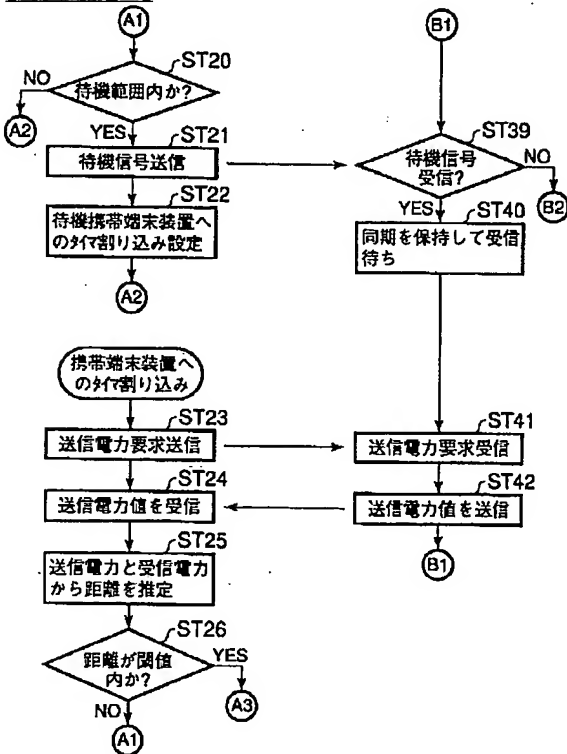 A1
ST20
NO
待機範囲内か?
A2
YES
ST21
待機信号送信
ST22
待機携帯端末装置へ
のタイマ割り込み設定
A2
携帯端末装置へ
のタイマ割り込み
ST23
送信電力要求送信
ST24
送信電力値を受信
ST25
送信電力と受信電力
から距離を推定
ST26
距離が閾値
内か?
YES
A3
NO
A1
B1
ST39
待機信号
受信?
NO
B2
YES
ST40
同期を保持して受信
待ち
ST41
送信電力要求受信
ST42
送信電力値を送信
B1